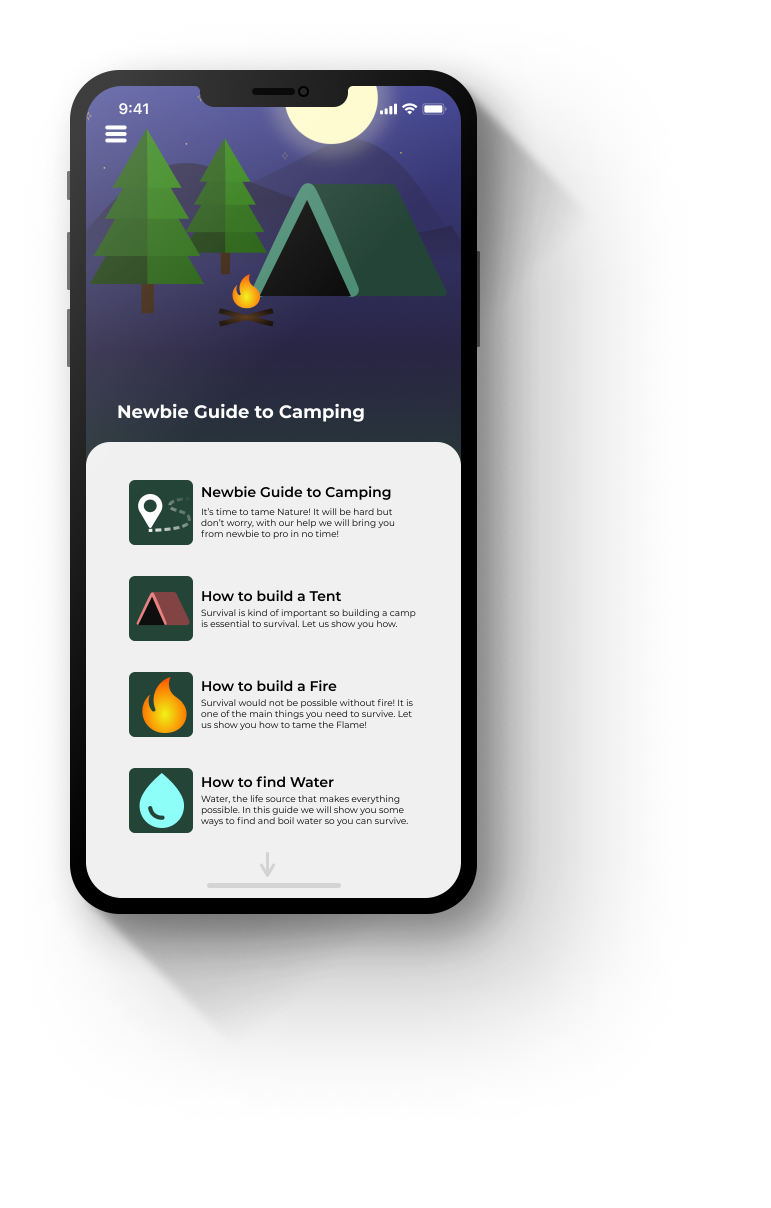 9:41
Newbie Guide to Camping
Newbie Guide to Camping
It's time to tame Nature! It will be hard but
don't worry, with our help we will bring you
from newbie to pro in no time!
How to build a Tent
Survival is kind of important so building a camp
is essential to survival. Let us show you how.
How to build a Fire
Survival would not be possible without fire! It is
one of the main things you need to survive. Let
us show you how to tame the Flame!
How to find Water
Water, the life source that makes everything
possible. In this guide we will show you some
ways to find and boil water so you can survive.